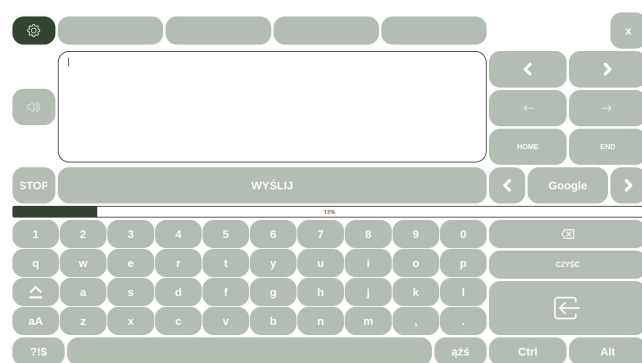 x
HOME END
STOP WYŚLIJ Google
13%
1 2 3 4 5 6 7 8 9 0
q w e r t y u i o p CZYŚĆ
a s d f g h j k l
aA z x c v b n m , .
?!$ ąźś Ctrl Alt